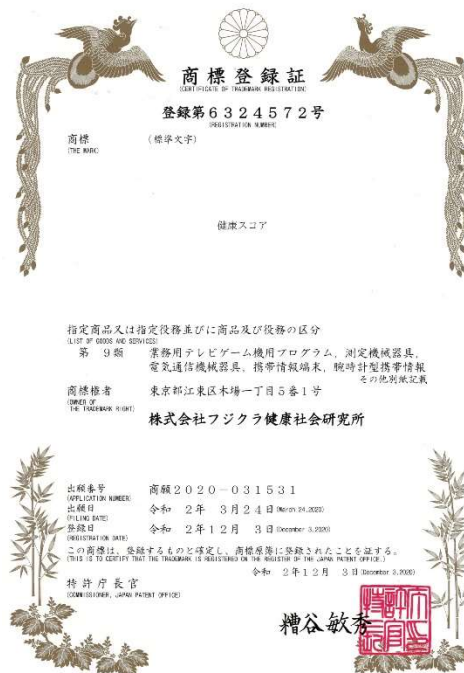 商標登録証
(CERTIFICATE OF TRADEMARK REGISTRATION)
登録第6324572号
(REGISTRATION NUMBER)
商標
(THE MARK)
(標準文字)
健康スコア
指定商品又は指定役務並びに商品及び役務の区分
(LIST OF GOODS AND SERVICES)
第 9類 業務用テレビゲーム機用プログラム,測定機械器具,
電気通信機械器具,携帯情報端末,腕時計型携帯情報
その他別紙記載
商標権者 東京都江東区木場一丁目5番1号
(OWNER OF
THE TRADEMARK RIGHT)
株式会社フジクラ健康社会研究所
出願番号 商願2020-031531
(APPLICATION NUMBER)
出願日 令和 2年 3月24日(March 24,2020)
(FILING DATE)
登録日 令和 2年12月 3日(December 3,2020)
(REGISTRATION DATE)
この商標は、登録するものと確定し、商標原簿に登録されたことを証する。
(THIS IS TO CERTIFY THAT THE TRADEMARK IS REGISTERED ON THE REGISTER OF THE JAPAN PATENT OFFICE.)
令和 2年12月 3日(December 3,2020)
特許庁長官
(COMMISSIONER, JAPAN PATENT OFFICE)
糟谷敏秀
特許庁長官之印